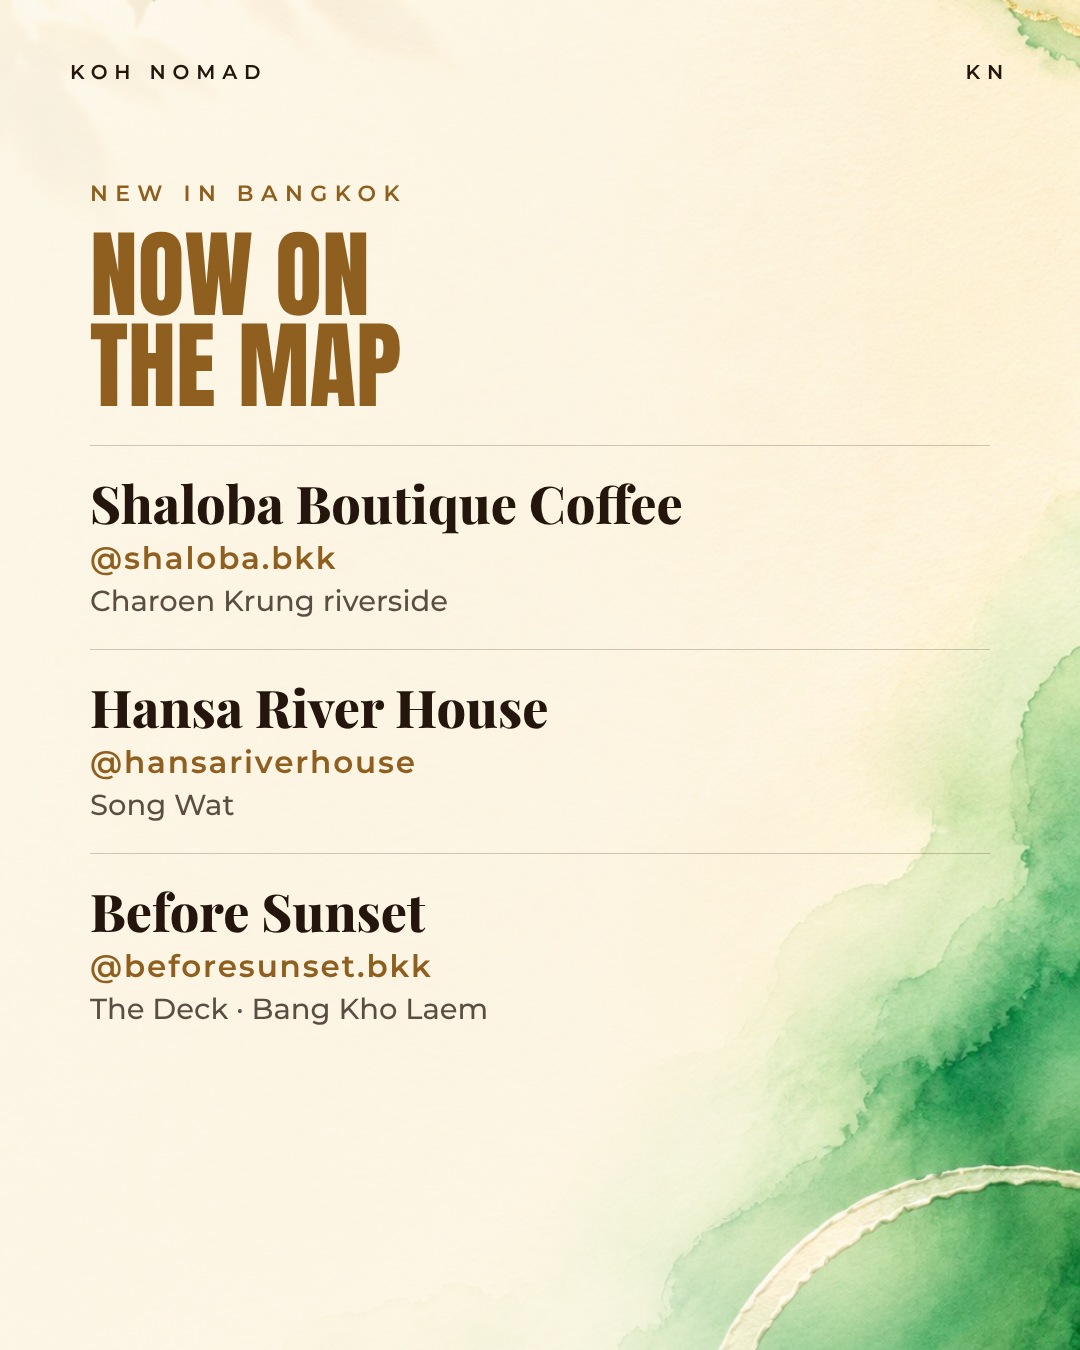 KOH NOMAD
KN
NEW IN BANGKOK
NOW ON
THE MAP
Shaloba Boutique Coffee
@shaloba.bkk
Charoen Krung riverside
Hansa River House
@hansariverhouse
Song Wat
Before Sunset
@beforesunset.bkk
The Deck · Bang Kho Laem